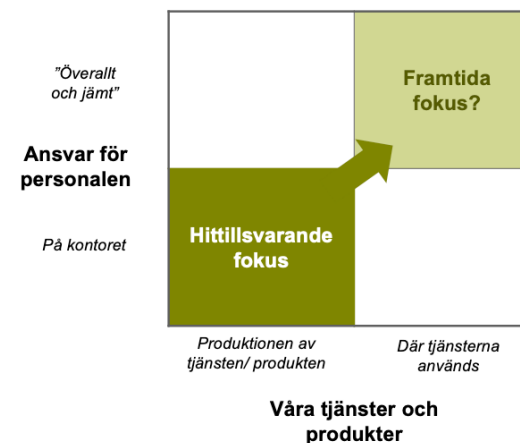 ”Överallt
och jämt”
Framtida
fokus?
Ansvar för
personalen
På kontoret
Hittillsvarande
fokus
Produktionen av
tjänsten/ produkten
Där tjänsterna
används
Våra tjänster och
produkter